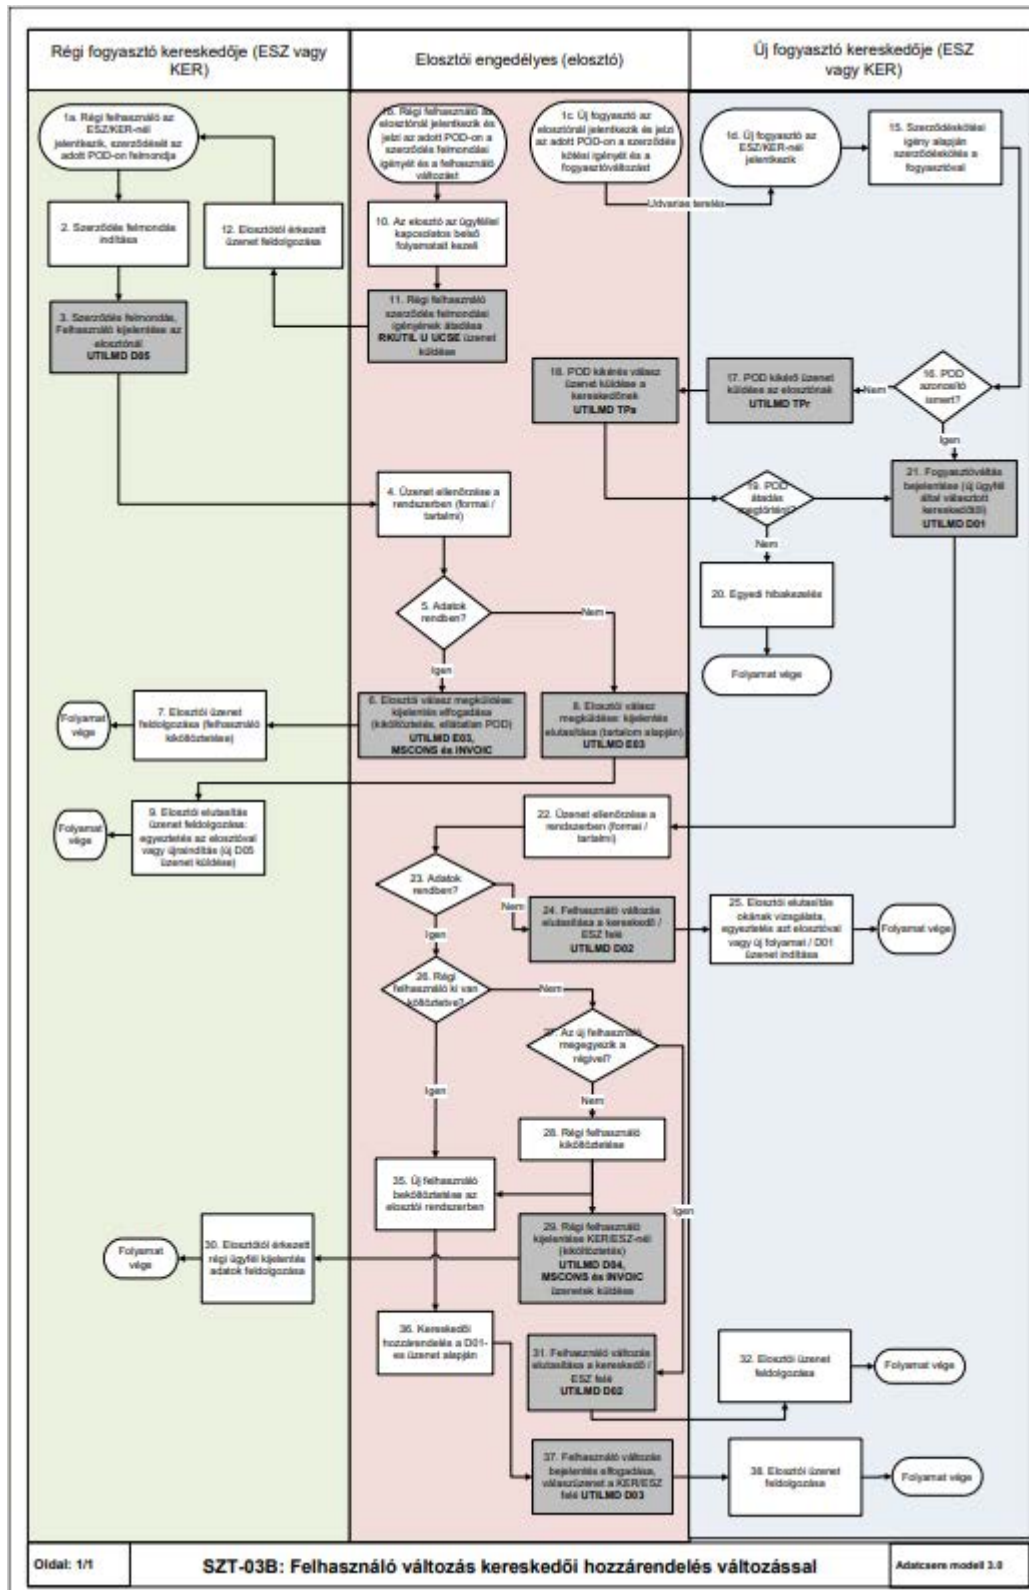 Régi fogyasztó kereskedője (ESZ vagy
KER)
Elosztói engedélyes (elosztó)
Új fogyasztó kereskedője (ESZ
vagy KER)
1a. Régi felhasználó az
ESZ/KER-nél
jelentkezik, szerződését az
adott POD-on felmondja
1b. Régi felhasználó az
elosztónál jelentkezik és
jelzi az adott POD-on a
szerződés felmondási
igényét és a felhasználó
változást
1c. Új fogyasztó az
elosztónál jelentkezik és jelzi
az adott POD-on a szerződés
kötési igényét és a
fogyasztóváltozást
1d. Új fogyasztó az
ESZ/KER-nél
jelentkezik
15. Szerződéskötési
igény alapján
szerződéskötés a
fogyasztóval
Udvarias terelés
2. Szerződés felmondás
indítása
12. Elosztótól érkezett
üzenet feldolgozása
10. Az elosztó az ügyféllel
kapcsolatos belső
folyamatait kezeli
3. Szerződés felmondás,
Felhasználó kijelentése az
elosztónál
UTILMD D05
11. Régi felhasználó
szerződés felmondási
igényének átadása
RKUTIL U UCSE üzenet
küldése
18. POD kikérés válasz
üzenet küldése a
kereskedőnek
UTILMD TPa
17. POD kikérő üzenet
küldése az elosztónak
UTILMD TPr
Nem
16. POD
azonosító
ismert?
Igen
4. Üzenet ellenőrzése a
rendszerben (formai /
tartalmi)
19. POD
átadás
megtörtént?
21. Fogyasztóváltás
bejelentése (új ügyfél
által választott
kereskedőtől)
UTILMD D01
Nem
5. Adatok
rendben?
Nem
20. Egyedi hibakezelés
Igen
Folyamat vége
Folyamat
vége
7. Elosztói üzenet
feldolgozása (felhasználó
kiköltöztetése)
6. Elosztói válasz megküldése:
kijelentés elfogadása
(kiköltöztetés, ellátatlan POD)
UTILMD E03,
MSCONS és INVOIC
8. Elosztói válasz
megküldése: kijelentés
elutasítása (tartalom alapján)
UTILMD E03
Folyamat
vége
9. Elosztói elutasítás
üzenet feldolgozása:
egyeztetés az elosztóval
vagy újraindítás (új D05
üzenet küldése)
22. Üzenet ellenőrzése a
rendszerben (formai /
tartalmi)
23. Adatok
rendben?
Nem
24. Felhasználó változás
elutasítása a kereskedő /
ESZ felé
UTILMD D02
25. Elosztói elutasítás
okának vizsgálata,
egyeztetés azt elosztóval
vagy új folyamat / D01
üzenet indítása
Folyamat vége
Igen
26. Régi
felhasználó ki van
költöztetve?
Nem
27. Az új felhasználó
megegyezik a
régivel?
Igen
Nem
28. Régi felhasználó
kiköltöztetése
35. Új felhasználó
beköltöztetése az
elosztói rendszerben
Igen
Folyamat
vége
30. Elosztótól érkezett
régi ügyfél kijelentés
adatok feldolgozása
29. Régi felhasználó
kijelentése KER/ESZ-nél
(kiköltöztetés)
UTILMD D04,
MSCONS és INVOIC
üzenetek küldése
36. Kereskedői
hozzárendelés a D01-
es üzenet alapján
31. Felhasználó változás
elutasítása a kereskedő /
ESZ felé
UTILMD D02
32. Elosztói üzenet
feldolgozása
Folyamat vége
37. Felhasználó változás
bejelentés elfogadása,
válaszüzenet a KER/ESZ
felé UTILMD D03
38. Elosztói üzenet
feldolgozása
Folyamat vége
Oldal: 1/1
SZT-03B: Felhasználó változás kereskedői hozzárendelés változással
Adatcsere modell 3.0